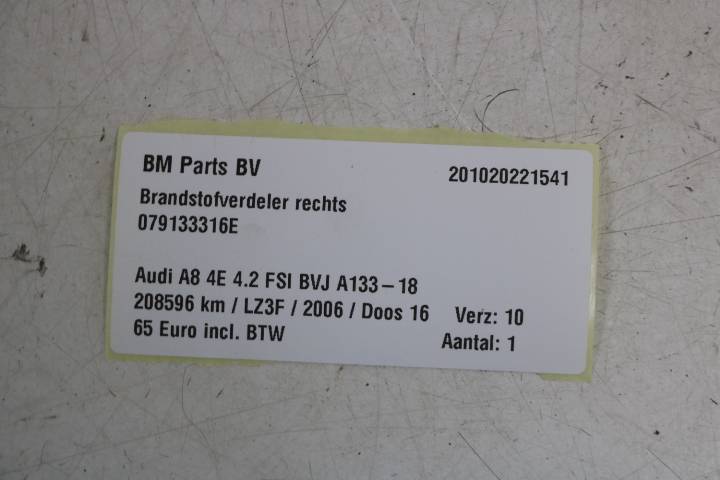 BM Parts BV 201020221541
Brandstofverdeler rechts
079133316E
Audi A8 4E 4.2 FSI BVJ A133-18
208596 km / LZ3F / 2006 / Doos 16 Verz: 10
65 Euro incl. BTW Aantal: 1